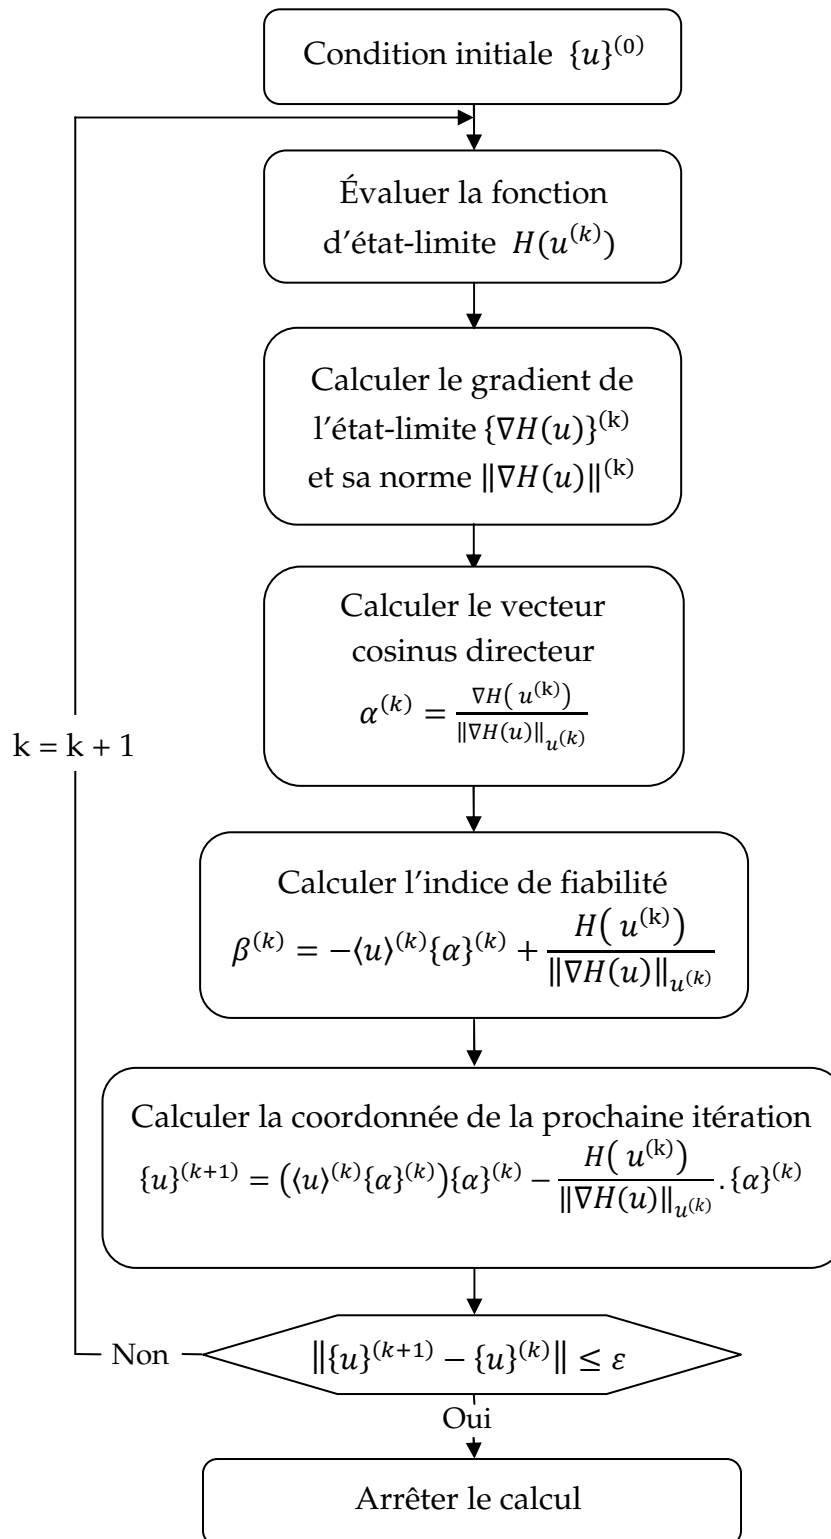 Condition initiale {u}⁽⁰⁾
Évaluer la fonction
d'état-limite H(u⁽ᵏ⁾)
Calculer le gradient de
l'état-limite {∇H(u)}⁽ᵏ⁾
et sa norme ‖∇H(u)‖⁽ᵏ⁾
Calculer le vecteur
cosinus directeur
α⁽ᵏ⁾ = ∇H( u⁽ᵏ⁾) / ‖∇H(u)‖_u⁽ᵏ⁾
k = k + 1
Calculer l'indice de fiabilité
β⁽ᵏ⁾ = −⟨u⟩⁽ᵏ⁾{α}⁽ᵏ⁾ + H( u⁽ᵏ⁾) / ‖∇H(u)‖_u⁽ᵏ⁾
Calculer la coordonnée de la prochaine itération
{u}⁽ᵏ⁺¹⁾ = (⟨u⟩⁽ᵏ⁾{α}⁽ᵏ⁾){α}⁽ᵏ⁾ − H( u⁽ᵏ⁾) / ‖∇H(u)‖_u⁽ᵏ⁾ . {α}⁽ᵏ⁾
Non
‖{u}⁽ᵏ⁺¹⁾ − {u}⁽ᵏ⁾‖ ≤ ε
Oui
Arrêter le calcul